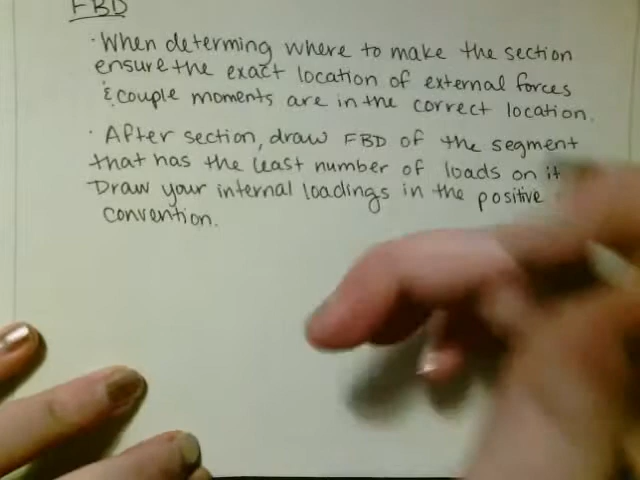 FBD
· When determining where to make the section
ensure the exact location of external forces
& couple moments are in the correct location.
· After section, draw FBD of the segment
that has the least number of loads on it
Draw your internal loadings in the positive
convention.